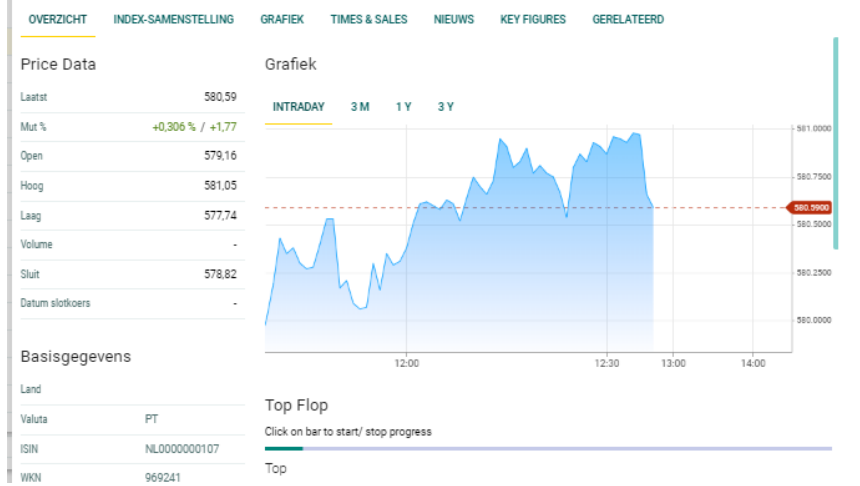 OVERZICHT INDEX-SAMENSTELLING GRAFIEK TIMES & SALES NIEUWS KEY FIGURES GERELATEERD
Price Data
Laatst 580,59
Mut % +0,306 % / +1,77
Open 579,16
Hoog 581,05
Laag 577,74
Volume -
Sluit 578,82
Datum slotkoers -
Basisgegevens
Land
Valuta PT
ISIN NL0000000107
WKN 969241
Grafiek
INTRADAY 3 M 1 Y 3 Y
581.0000
580.7500
580.5900
580.5000
580.2500
580.0000
12:00 12:30 13:00 14:00
Top Flop
Click on bar to start/ stop progress
Top